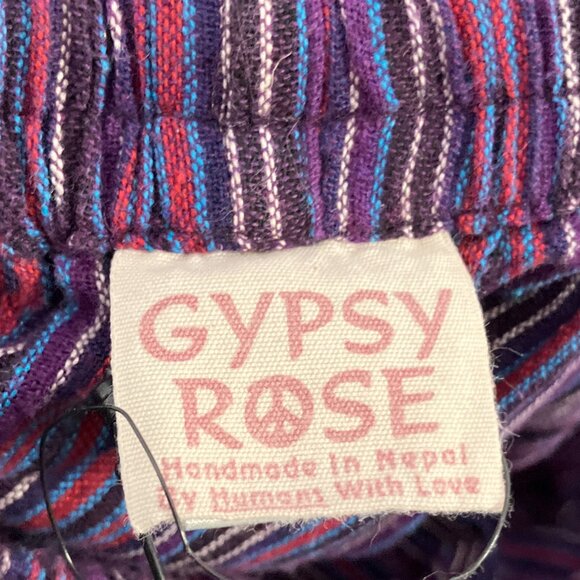 GYPSY
ROSE
Handmade In Nepal
By Humans With Love